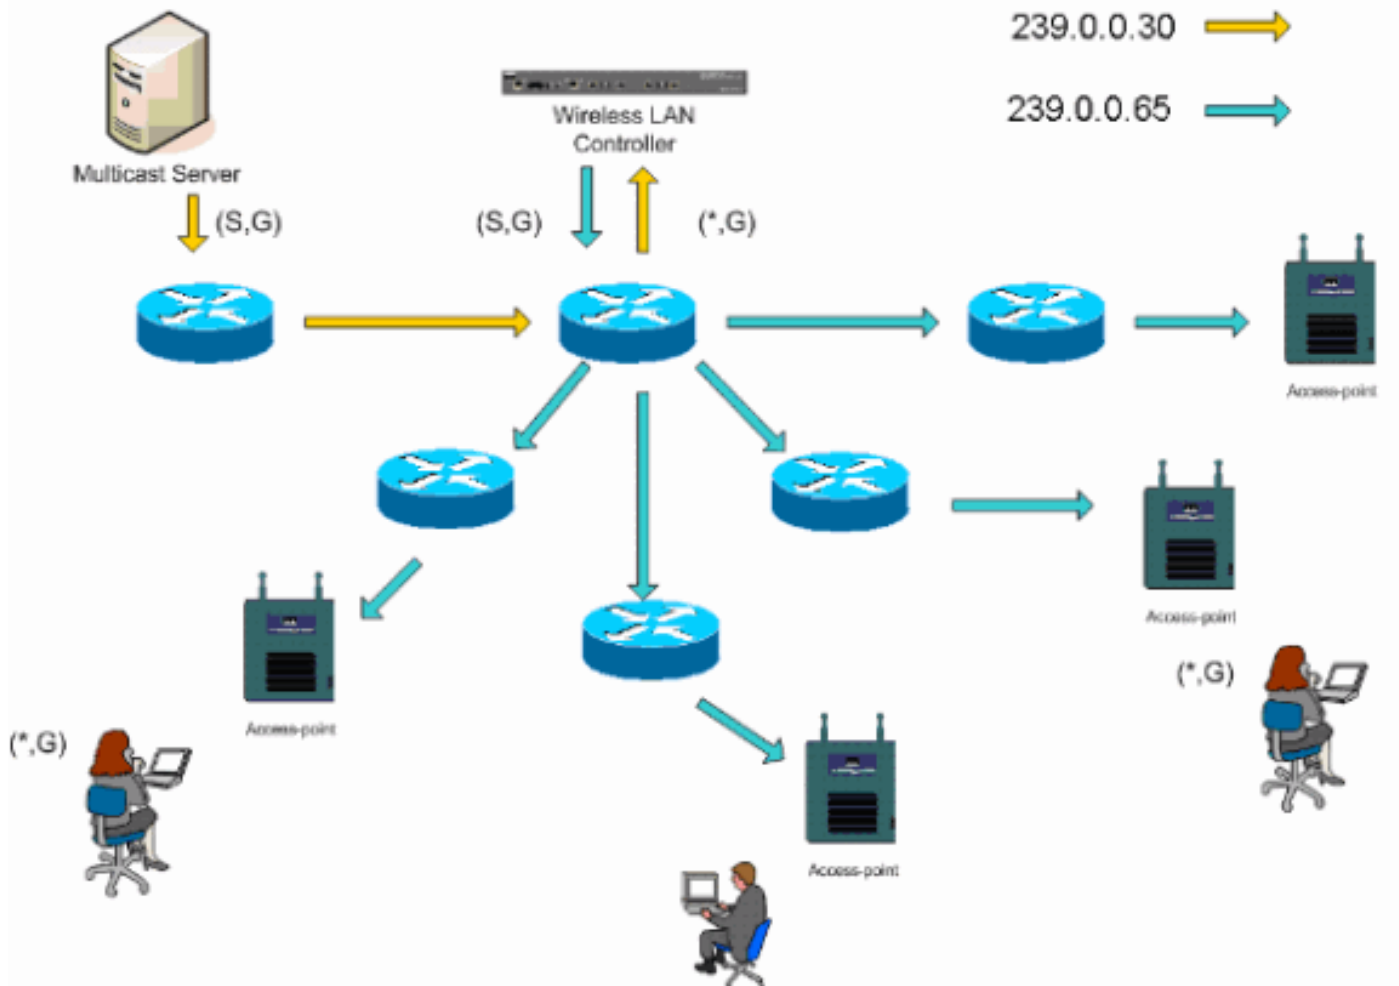 239.0.0.30
239.0.0.65
Wireless LAN
Controller
Multicast Server
(S,G)
(S,G)
(*,G)
Access-point
Access-point
(*,G)
Access-point
(*,G)
Access-point